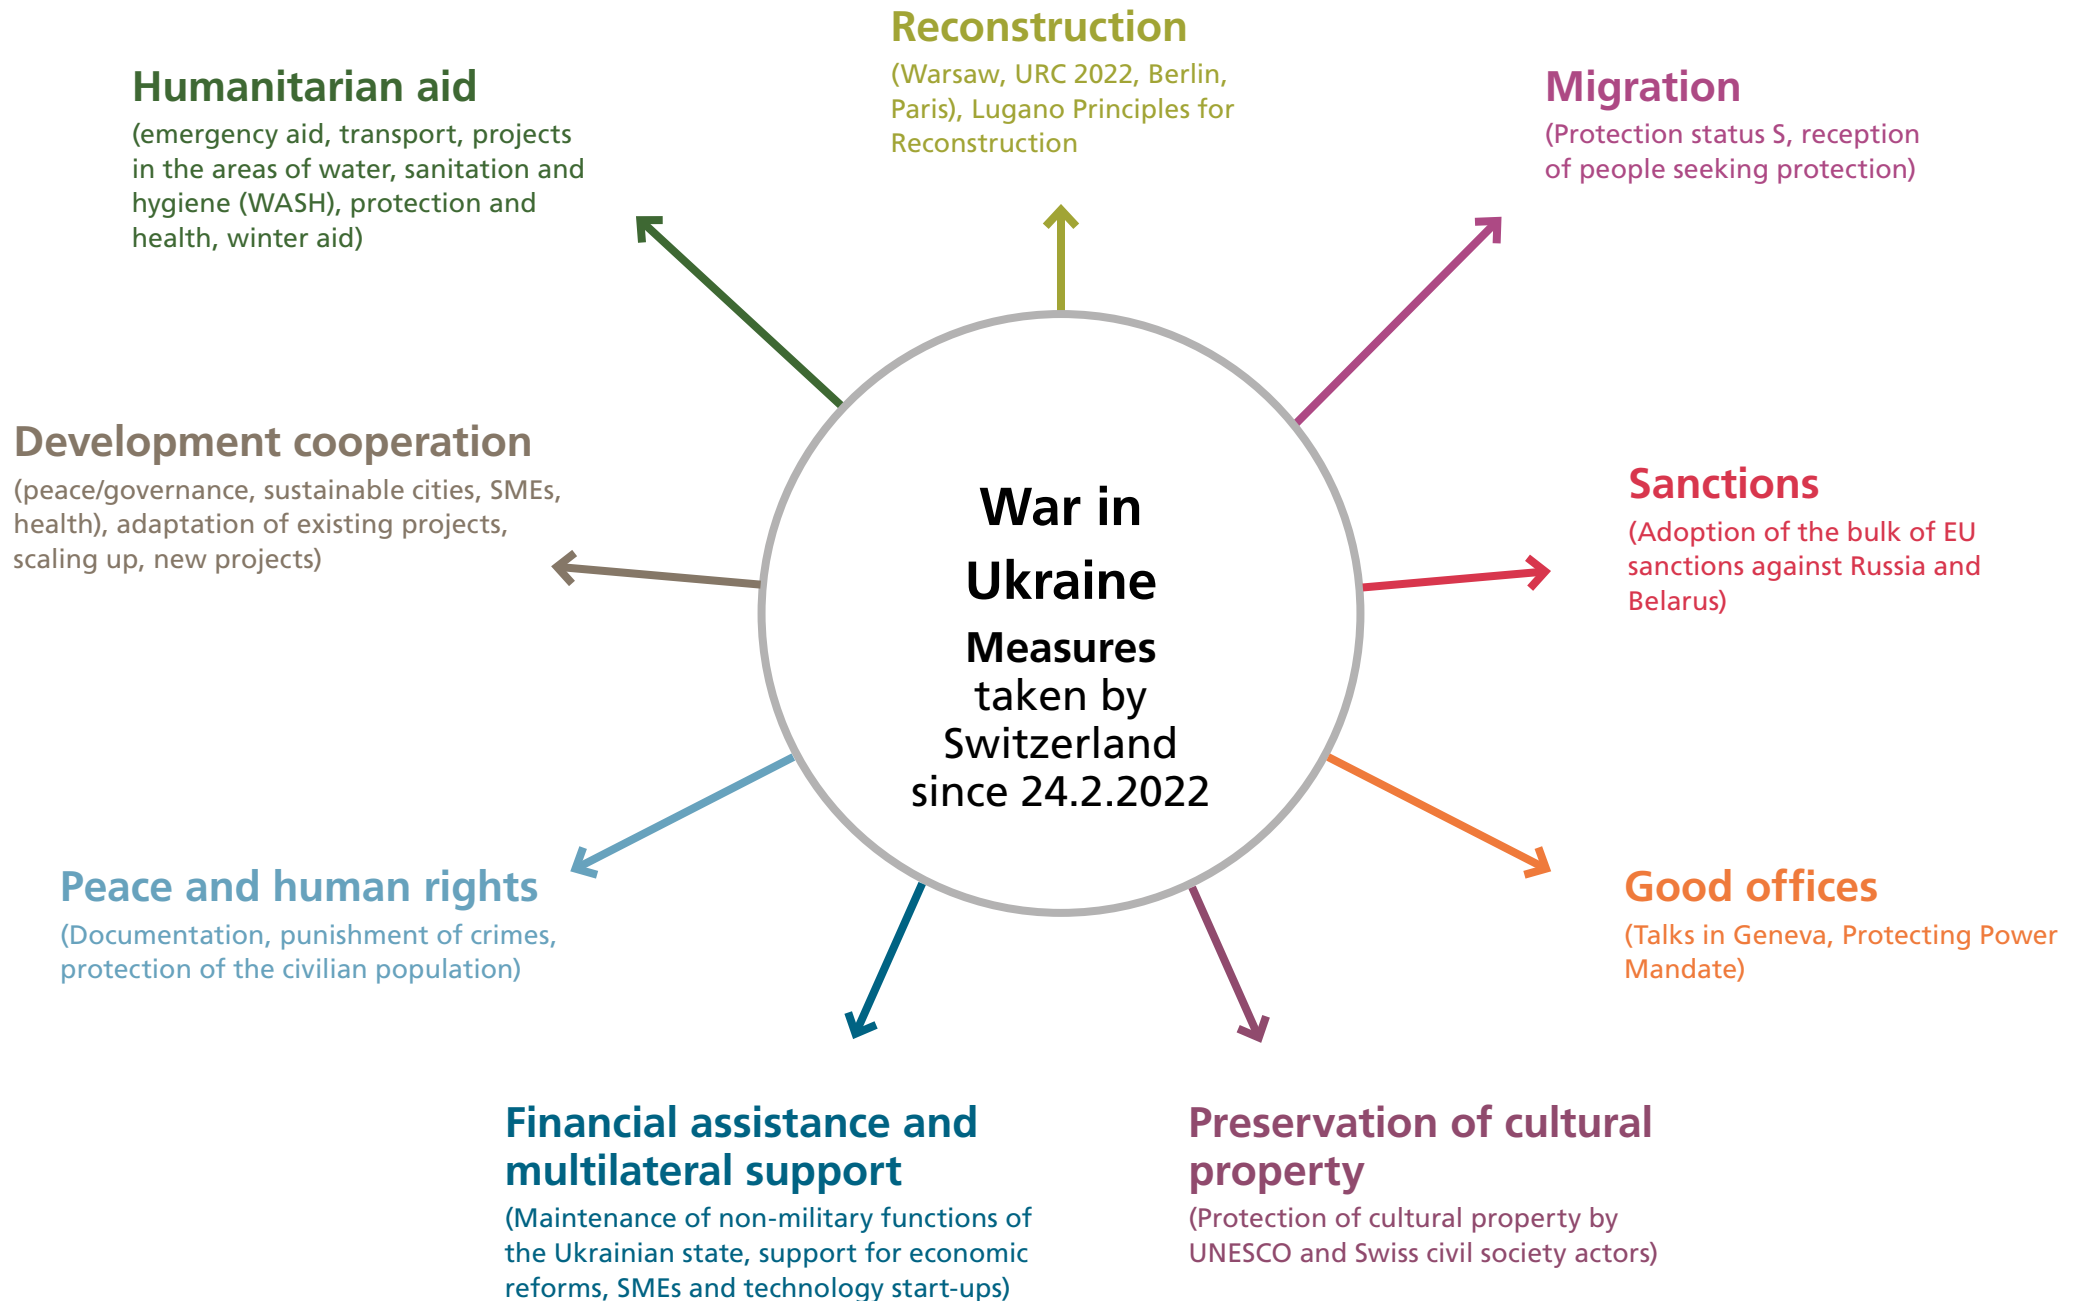 Reconstruction
(Warsaw, URC 2022, Berlin,
Paris), Lugano Principles for
Reconstruction
Humanitarian aid
(emergency aid, transport, projects
in the areas of water, sanitation and
hygiene (WASH), protection and
health, winter aid)
Migration
(Protection status S, reception
of people seeking protection)
Development cooperation
(peace/governance, sustainable cities, SMEs,
health), adaptation of existing projects,
scaling up, new projects)
War in
Ukraine
Measures
taken by
Switzerland
since 24.2.2022
Sanctions
(Adoption of the bulk of EU
sanctions against Russia and
Belarus)
Peace and human rights
(Documentation, punishment of crimes,
protection of the civilian population)
Good offices
(Talks in Geneva, Protecting Power
Mandate)
Financial assistance and
multilateral support
(Maintenance of non-military functions of
the Ukrainian state, support for economic
reforms, SMEs and technology start-ups)
Preservation of cultural
property
(Protection of cultural property by
UNESCO and Swiss civil society actors)